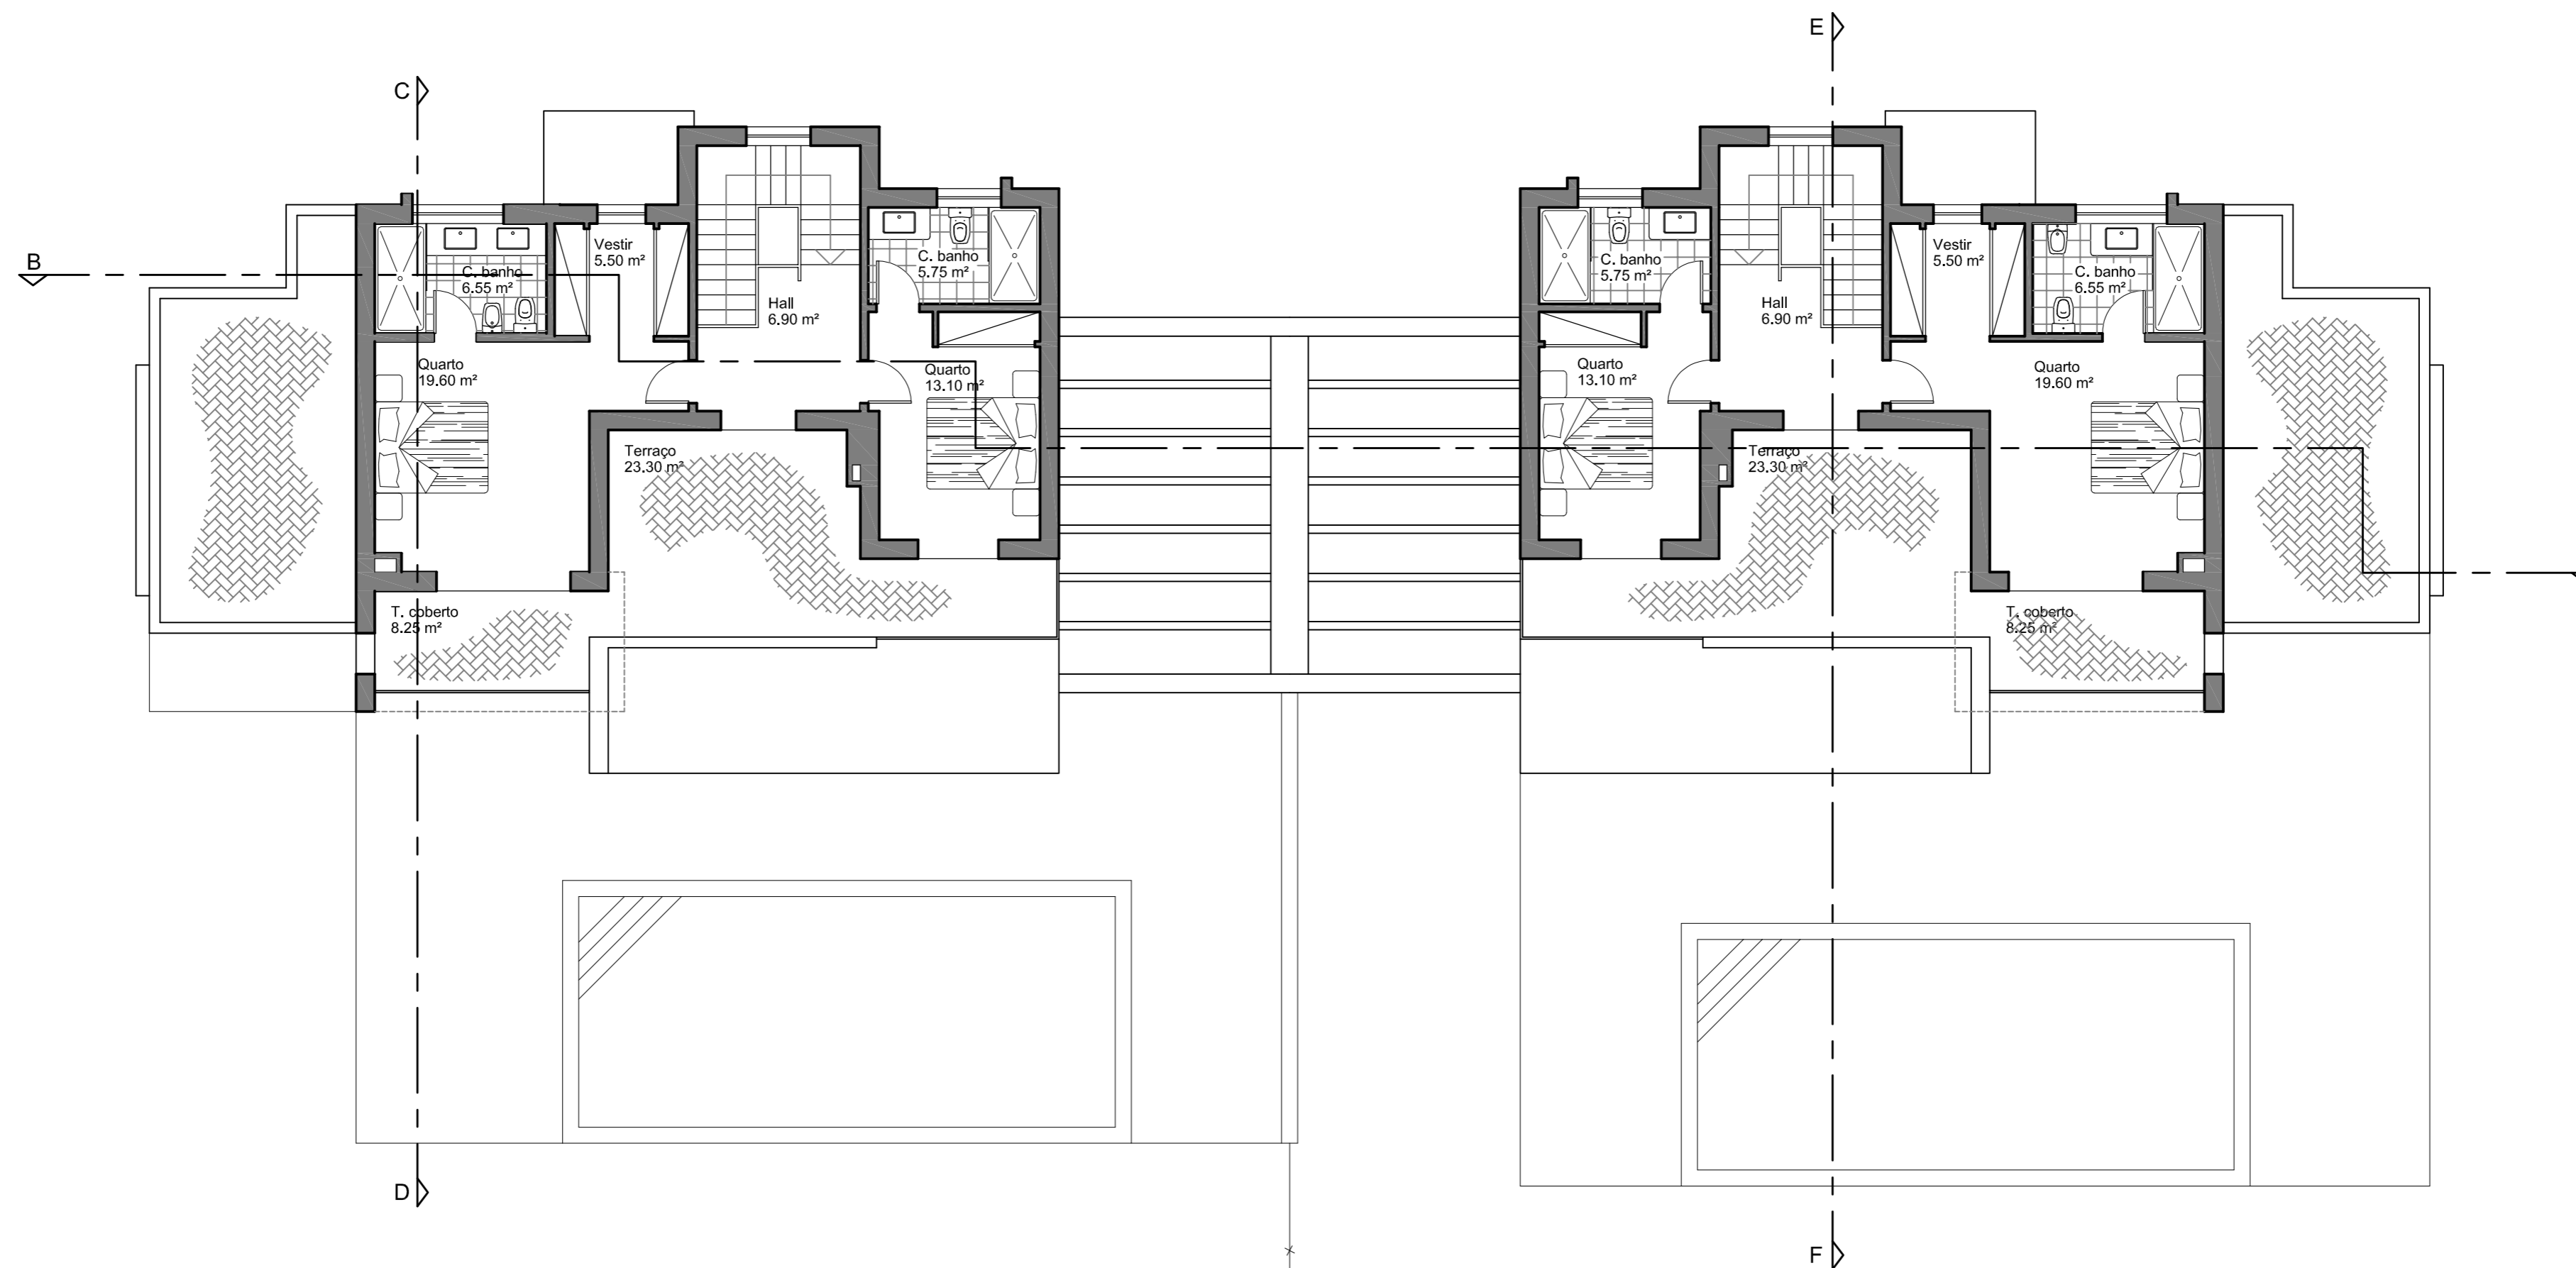 E
C
B
Vestir
5.50 m²
C. banho
6.55 m²
C. banho
5.75 m²
Hall
6.90 m²
Quarto
19.60 m²
Quarto
13.10 m²
Terraço
23.30 m²
T. coberto
8.25 m²
C. banho
5.75 m²
Vestir
5.50 m²
C. banho
6.55 m²
Hall
6.90 m²
Quarto
13.10 m²
Quarto
19.60 m²
Terraço
23.30 m²
T. coberto
8.25 m²
D
F